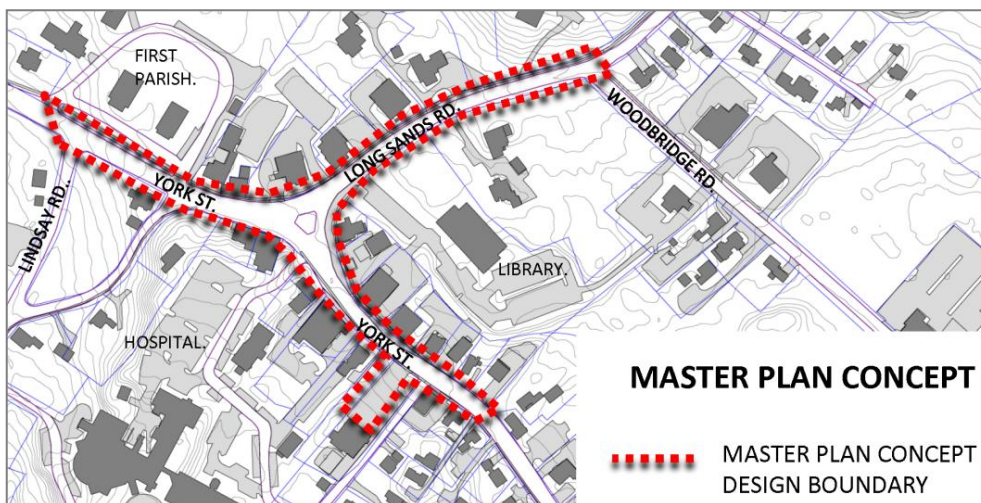 FIRST
PARISH.
LONG SANDS RD.
WOODBRIDGE RD.
YORK ST.
LINDSAY RD..
LIBRARY.
HOSPITAL.
YORK ST.
MASTER PLAN CONCEPT
MASTER PLAN CONCEPT
DESIGN BOUNDARY